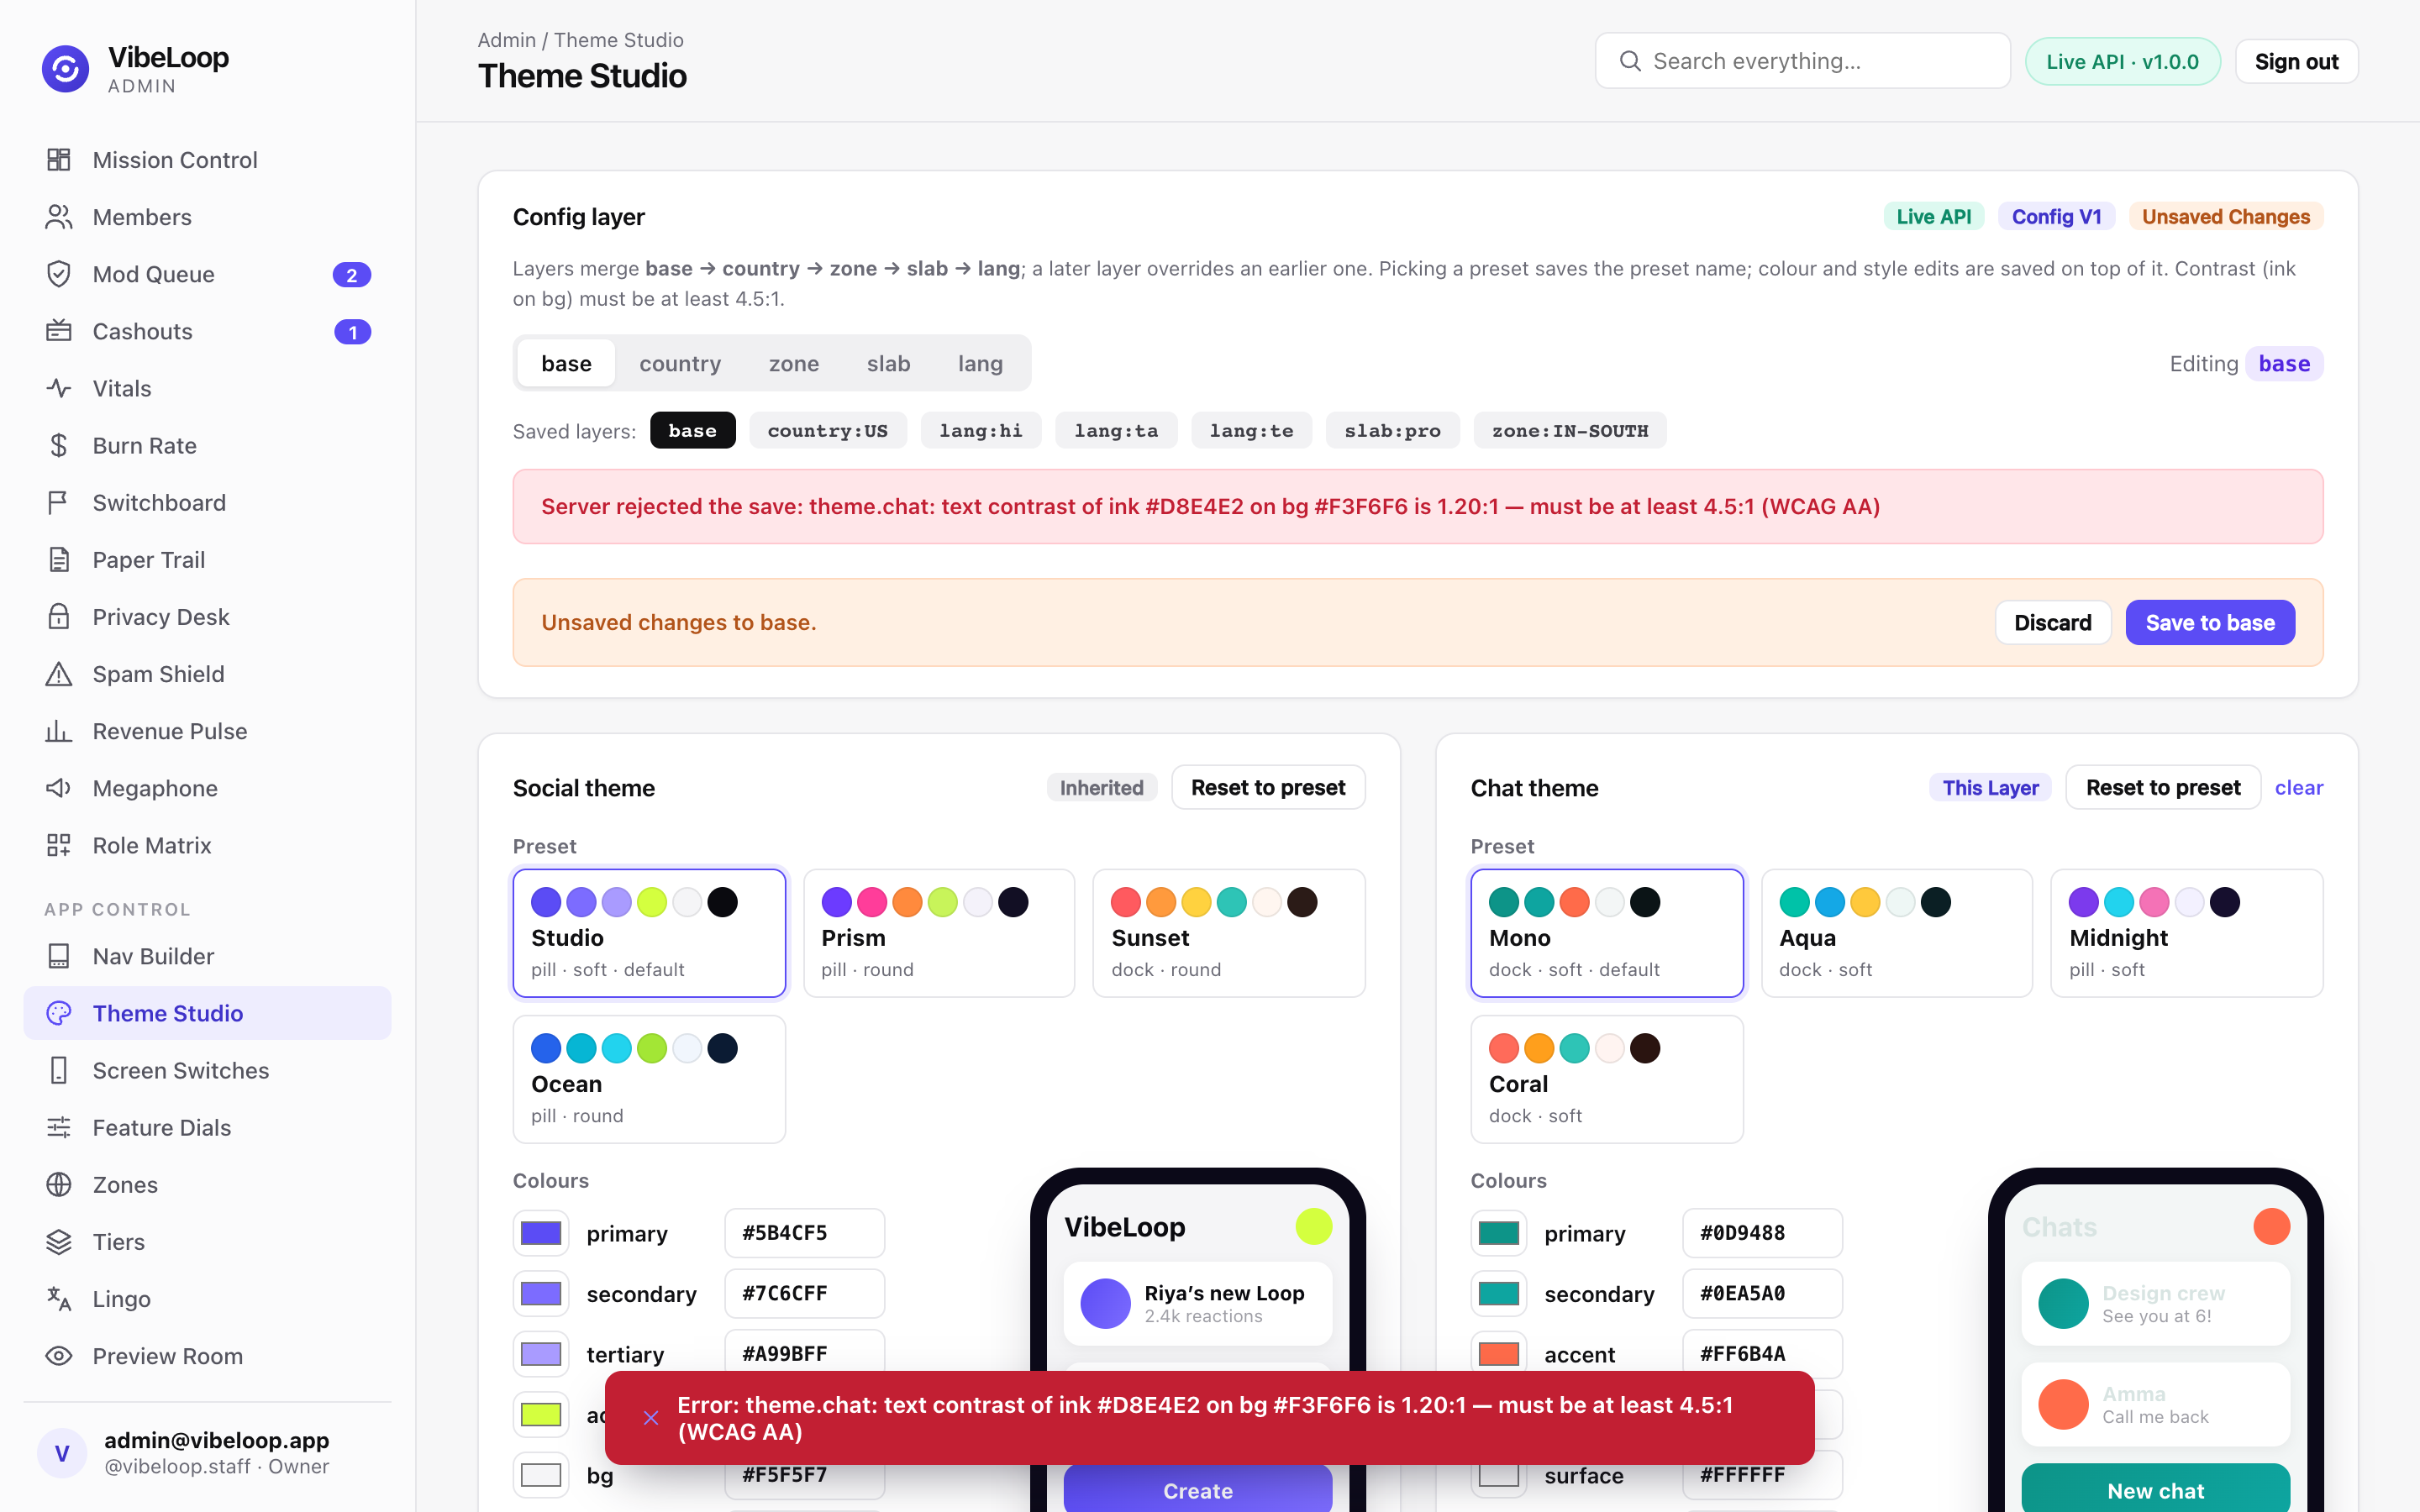 VibeLoop
ADMIN
Mission Control
Members
Mod Queue 2
Cashouts 1
Vitals
Burn Rate
Switchboard
Paper Trail
Privacy Desk
Spam Shield
Revenue Pulse
Megaphone
Role Matrix
APP CONTROL
Nav Builder
Theme Studio
Screen Switches
Feature Dials
Zones
Tiers
Lingo
Preview Room
V
admin@vibeloop.app
@vibeloop.staff · Owner
Admin / Theme Studio
Theme Studio
Search everything...
Live API · v1.0.0
Sign out
Config layer
Live API
Config V1
Unsaved Changes
Layers merge base → country → zone → slab → lang; a later layer overrides an earlier one. Picking a preset saves the preset name; colour and style edits are saved on top of it. Contrast (ink
on bg) must be at least 4.5:1.
base country zone slab lang
Editing base
Saved layers: base country:US lang:hi lang:ta lang:te slab:pro zone:IN-SOUTH
Server rejected the save: theme.chat: text contrast of ink #D8E4E2 on bg #F3F6F6 is 1.20:1 — must be at least 4.5:1 (WCAG AA)
Unsaved changes to base.
Discard
Save to base
Social theme
Inherited
Reset to preset
Preset
Studio
pill · soft · default
Prism
pill · round
Sunset
dock · round
Ocean
pill · round
Colours
primary #5B4CF5
secondary #7C6CFF
tertiary #A99BFF
ac
bg #F5F5F7
VibeLoop
Riya's new Loop
2.4k reactions
Create
Chat theme
This Layer
Reset to preset
clear
Preset
Mono
dock · soft · default
Aqua
dock · soft
Midnight
pill · soft
Coral
dock · soft
Colours
primary #0D9488
secondary #0EA5A0
accent #FF6B4A
surface #FFFFFF
Chats
Design crew
See you at 6!
Amma
Call me back
New chat
Error: theme.chat: text contrast of ink #D8E4E2 on bg #F3F6F6 is 1.20:1 — must be at least 4.5:1
(WCAG AA)